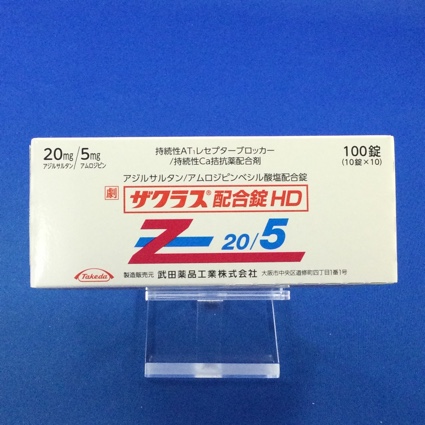 20mg/5mg
アジルサルタン/アムロジピン
持続性AT₁レセプターブロッカー
/持続性Ca拮抗薬配合剤
100錠
(10錠×10)
アジルサルタン/アムロジピンベシル酸塩配合錠
劇 ザクラス®配合錠HD
Z 20/5
Takeda
製造販売元 武田薬品工業株式会社 大阪市中央区道修町四丁目1番1号